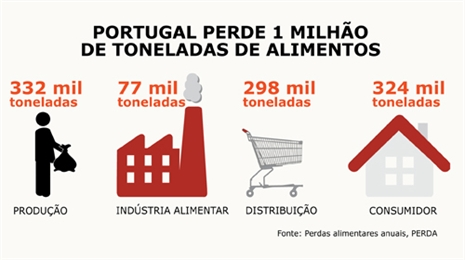 PORTUGAL PERDE 1 MILHÃO
DE TONELADAS DE ALIMENTOS
332 mil
toneladas
77 mil
toneladas
298 mil
toneladas
324 mil
toneladas
PRODUÇÃO
INDÚSTRIA ALIMENTAR
DISTRIBUIÇÃO
CONSUMIDOR
Fonte: Perdas alimentares anuais, PERDA